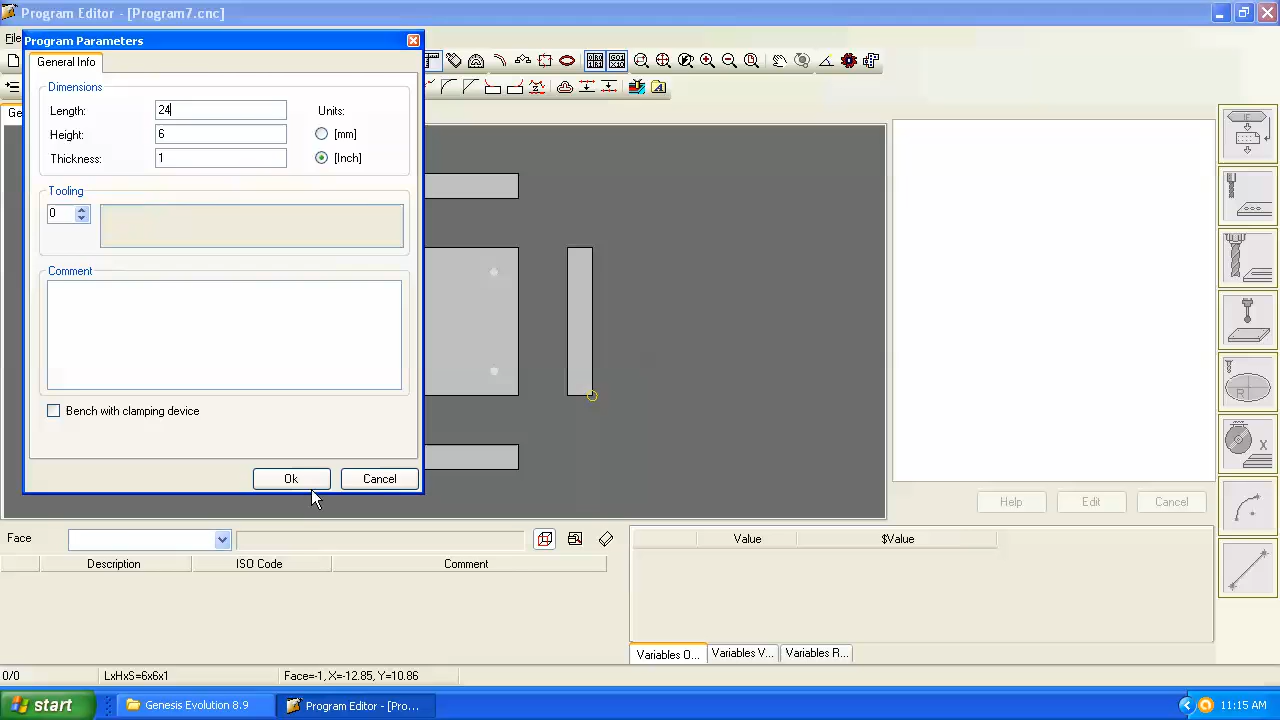 Program Editor - [Program7.cnc]
File
Program Parameters
General Info
Dimensions
Length:
24
Units:
Height:
6
[mm]
Thickness:
1
[Inch]
Tooling
0
Comment
Bench with clamping device
Ok
Cancel
Ge
IF
R
X
Help
Edit
Cancel
Face
Value
$Value
Description
ISO Code
Comment
Variables O...
Variables V...
Variables R...
0/0
LxHxS=6x6x1
Face=-1, X=-12.85, Y=10.86
start
Genesis Evolution 8.9
Program Editor - [Pro...
11:15 AM